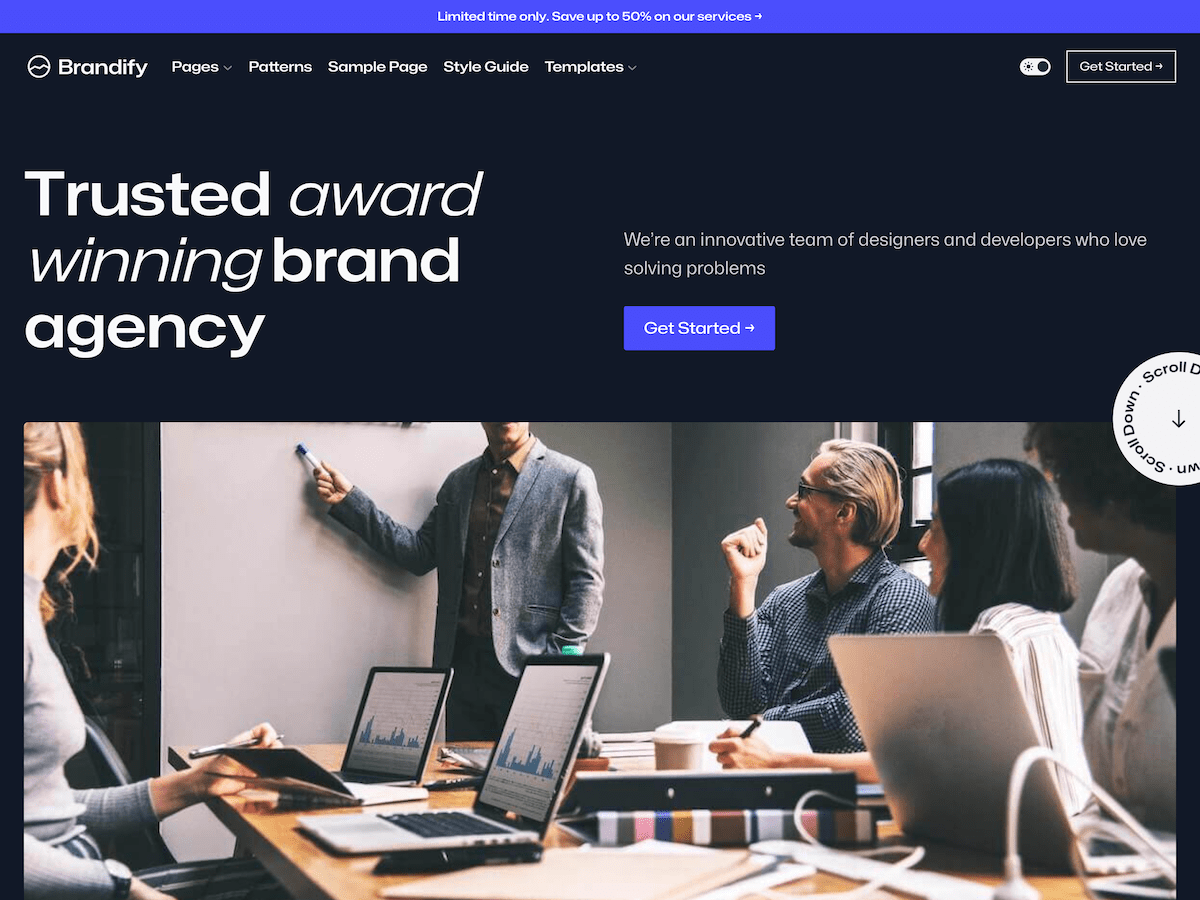 Limited time only. Save up to 50% on our services →
Brandify
Pages
Patterns
Sample Page
Style Guide
Templates
Get Started →
Trusted award
winning brand
agency
We’re an innovative team of designers and developers who love
solving problems
Get Started →
Scroll Down · Scroll D
wn ·